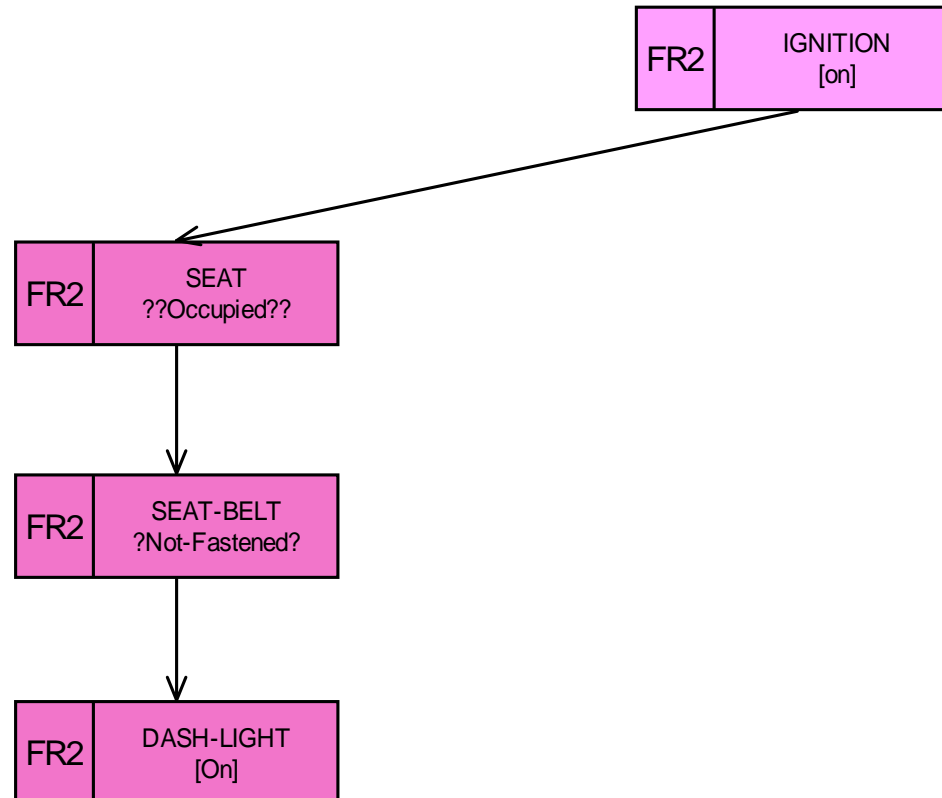 FR2
IGNITION
[on]
FR2
SEAT
??Occupied??
FR2
SEAT-BELT
?Not-Fastened?
FR2
DASH-LIGHT
[On]